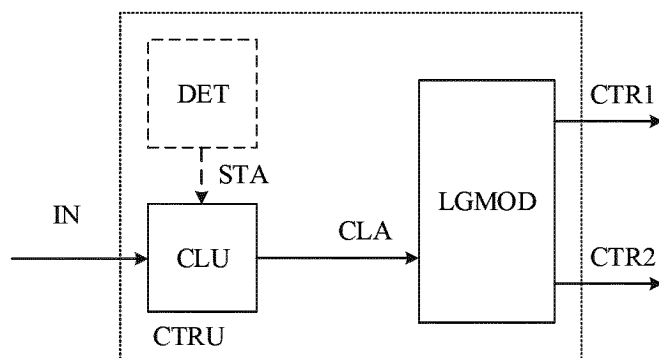 DET
CTR1
STA
LGMOD
IN
CLA
CTR2
CLU
CTRU